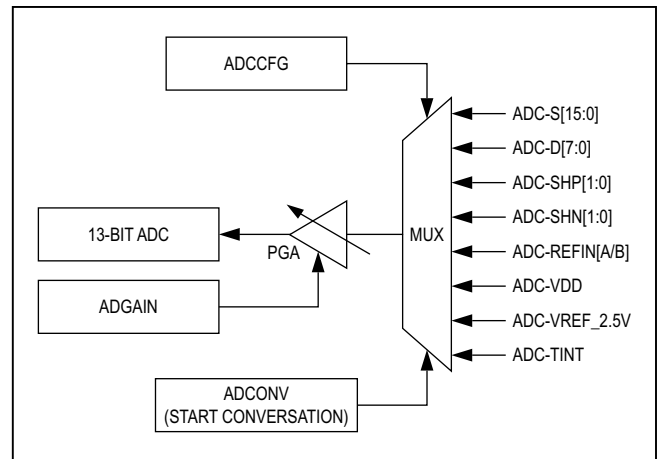 ADCCFG
ADC-S[15:0]
ADC-D[7:0]
ADC-SHP[1:0]
ADC-SHN[1:0]
13-BIT ADC
PGA
MUX
ADC-REFIN[A/B]
ADC-VDD
ADGAIN
ADC-VREF_2.5V
ADC-TINT
ADCONV
(START CONVERSATION)